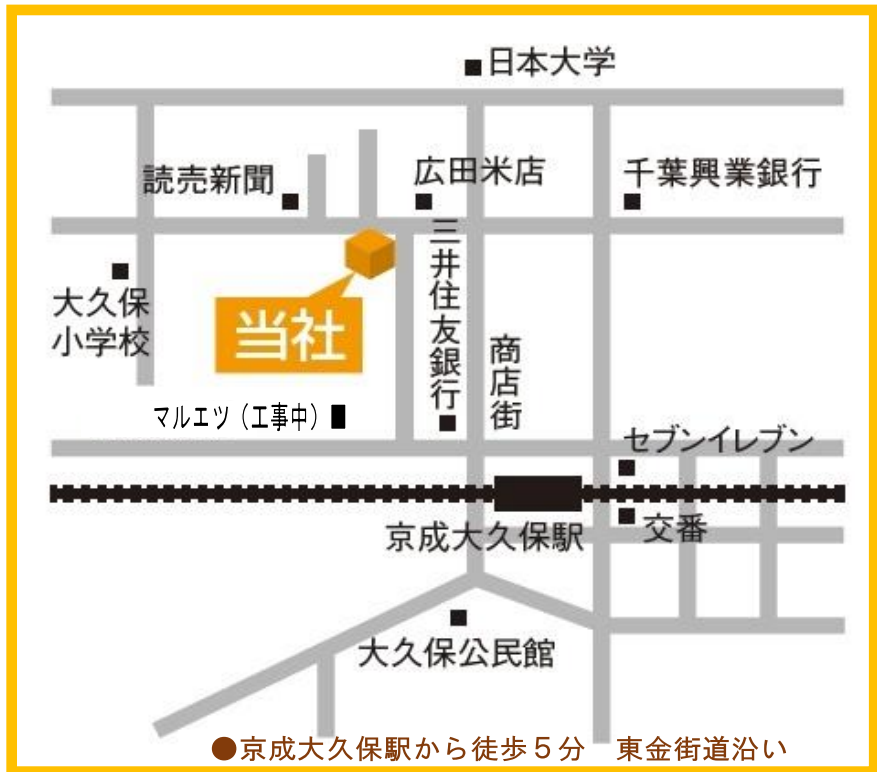 日本大学
読売新聞
広田米店
千葉興業銀行
三井住友銀行
大久保
小学校
当社
商店街
マルエツ（工事中）
セブンイレブン
京成大久保駅
交番
大久保公民館
●京成大久保駅から徒歩５分　東金街道沿い